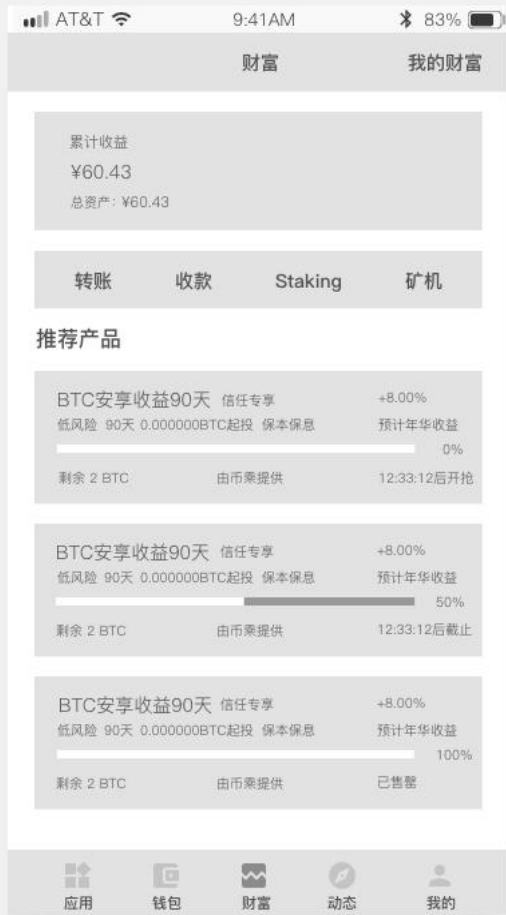 AT&T 9:41AM 83%
财富 我的财富
累计收益
¥60.43
总资产：¥60.43
转账 收款 Staking 矿机
推荐产品
BTC安享收益90天 信任专享 +8.00%
低风险 90天 0.000000BTC起投 保本保息 预计年华收益
0%
剩余 2 BTC 由币乘提供 12:33:12后开抢
BTC安享收益90天 信任专享 +8.00%
低风险 90天 0.000000BTC起投 保本保息 预计年华收益
50%
剩余 2 BTC 由币乘提供 12:33:12后截止
BTC安享收益90天 信任专享 +8.00%
低风险 90天 0.000000BTC起投 保本保息 预计年华收益
100%
剩余 2 BTC 由币乘提供 已售罄
应用 钱包 财富 动态 我的